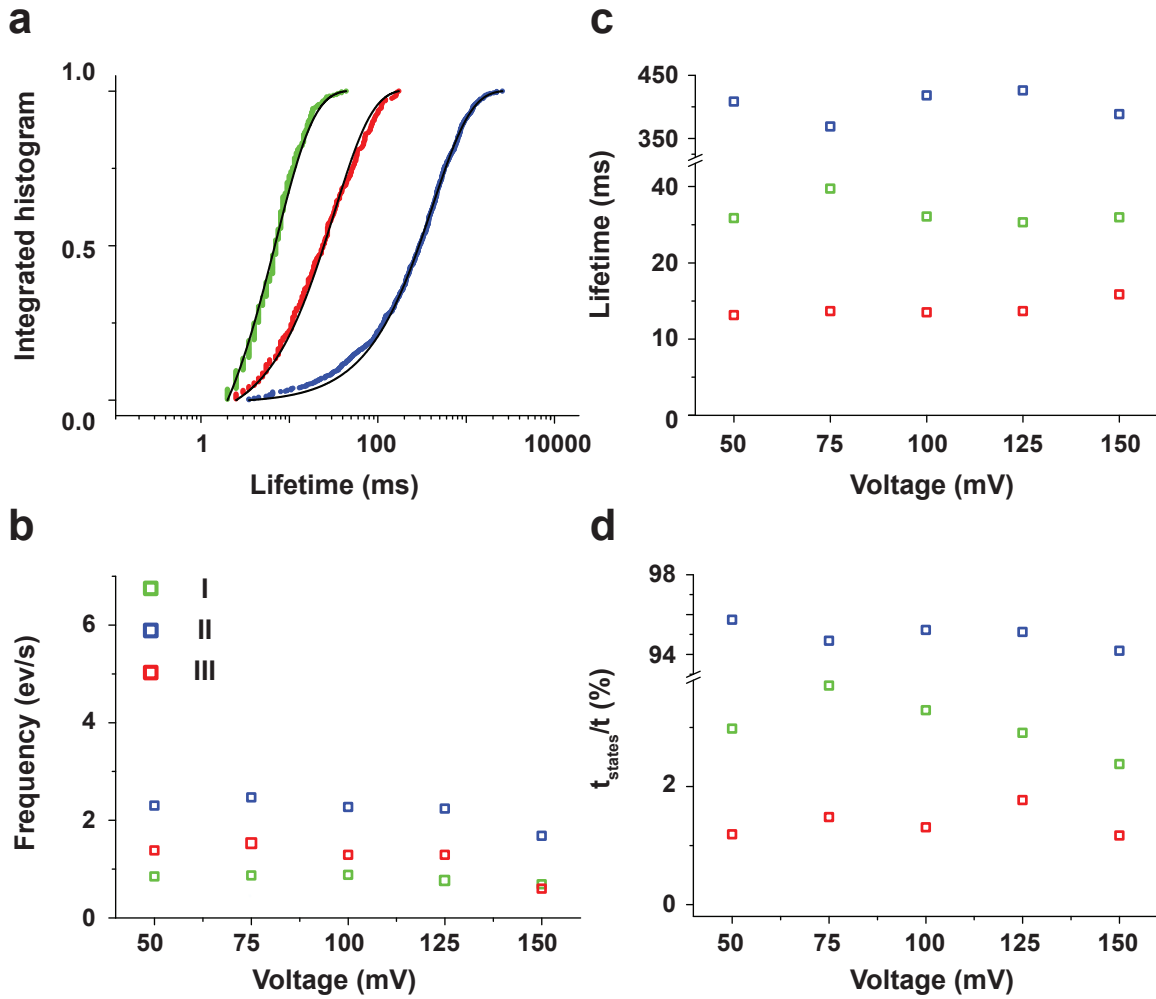 a
Integrated histogram
1.0
0.5
0.0
1
10
100
1000
10000
Lifetime (ms)
c
Lifetime (ms)
450
350
40
20
10
0
50
75
100
125
150
Voltage (mV)
b
Frequency (ev/s)
I
II
III
6
4
2
0
50
75
100
125
150
Voltage (mV)
d
t_states/t (%)
98
94
2
0
50
75
100
125
150
Voltage (mV)